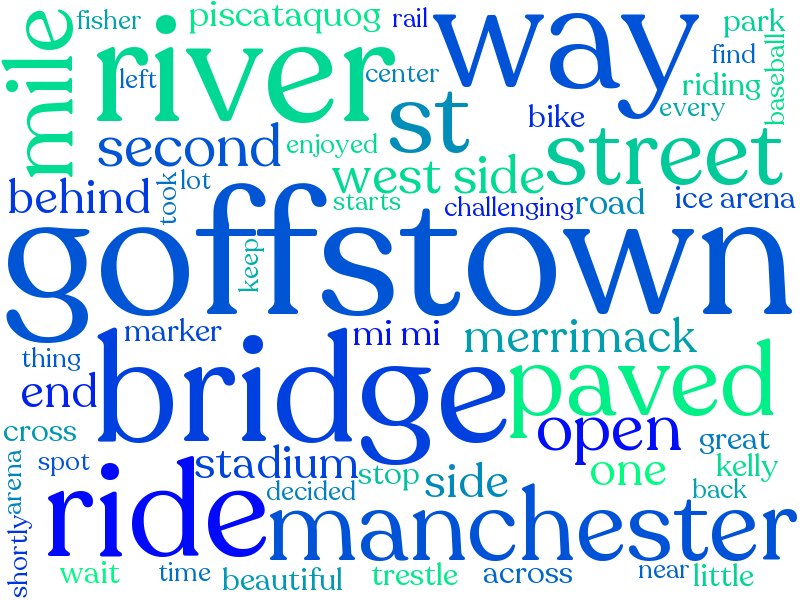 fisher
piscataquog
rail
way
park
mile
river
left
center
find
riding
baseball
every
st
bike
second
enjoyed
street
west side
behind
took
lot
starts
challenging
road
ice arena
goffstown
keep
marker
mi mi
merrimack
thing
end
bridge
paved
open
cross
great
spot
stadium
stop
side
one
kelly
arena
shortly
ride
decided
back
manchester
wait
time
beautiful
trestle
across
near
little